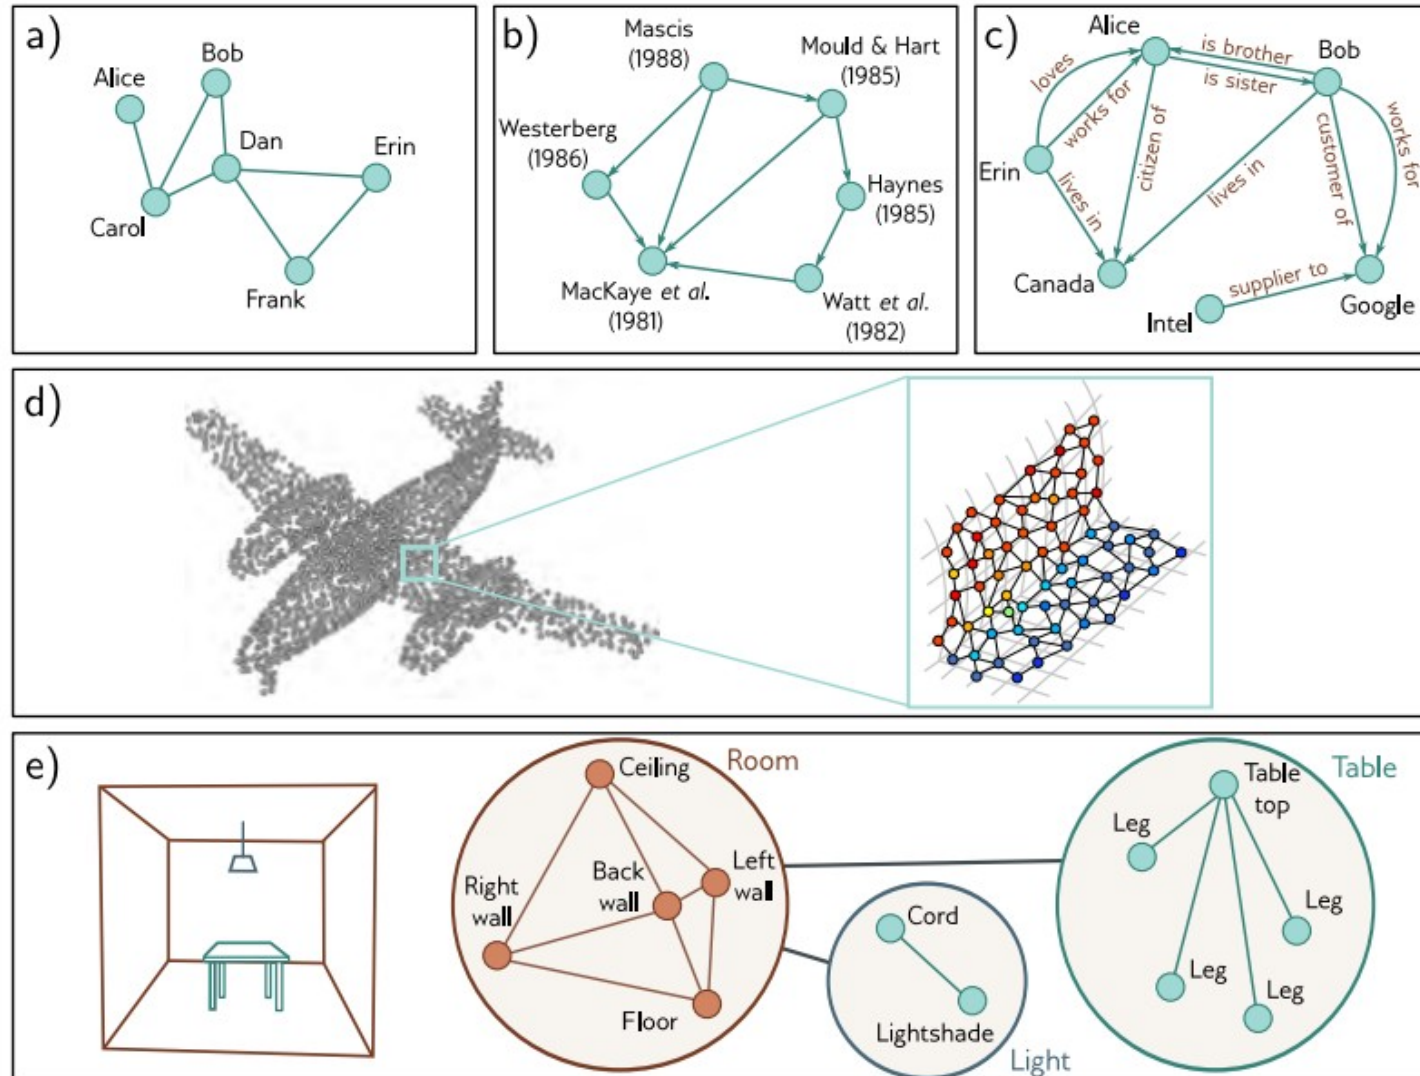 a)
Alice
Bob
Dan
Erin
Carol
Frank
b)
Mascis
(1988)
Mould & Hart
(1985)
Westerberg
(1986)
Haynes
(1985)
MacKaye et al.
(1981)
Watt et al.
(1982)
c)
Alice
Bob
loves
is brother
is sister
works for
works for
Erin
citizen of
customer of
lives in
lives in
Canada
supplier to
Intel
Google
d)
e)
Room
Ceiling
Right
wall
Back
wall
Left
wall
Floor
Cord
Lightshade
Light
Table
Table
top
Leg
Leg
Leg
Leg